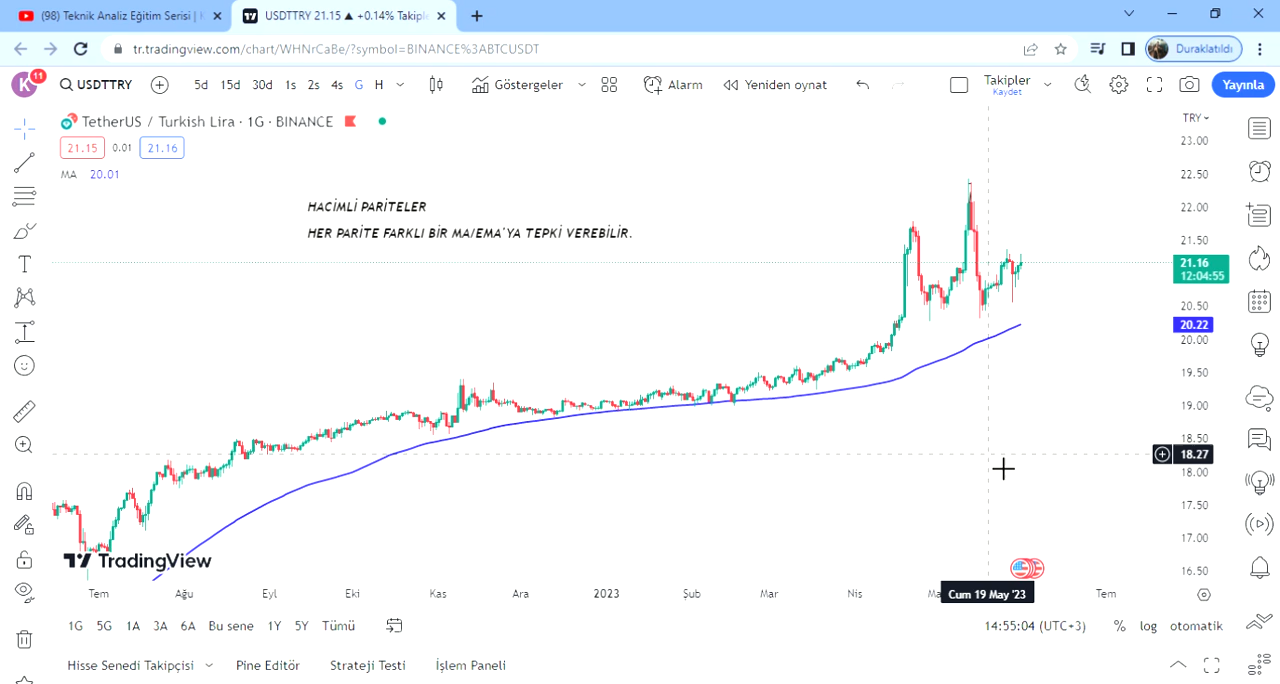 (98) Teknik Analiz Eğitim Serisi | K
USDTTRY 21.15 ▲ +0.14% Takiple
tr.tradingview.com/chart/WHNrCaBe/?symbol=BINANCE%3ABTCUSDT
Duraklatıldı
K 11
USDTTRY
5d 15d 30d 1s 2s 4s G H
Göstergeler
Alarm
Yeniden oynat
Takipler
Kaydet
Yayınla
TetherUS / Turkish Lira · 1G · BINANCE
TRY
21.15 0.01 21.16
MA 20.01
HACİMLİ PARİTELER
HER PARİTE FARKLI BİR MA/EMA'YA TEPKİ VEREBİLİR.
23.00
22.50
22.00
21.50
21.16
12:04:55
20.50
20.22
20.00
19.50
19.00
18.50
18.27
18.00
17.50
17.00
16.50
TradingView
Tem Ağu Eyl Eki Kas Ara 2023 Şub Mar Nis Ma Cum 19 May '23 Tem
1G 5G 1A 3A 6A Bu sene 1Y 5Y Tümü
14:55:04 (UTC+3) % log otomatik
Hisse Senedi Takipçisi Pine Editör Strateji Testi İşlem Paneli